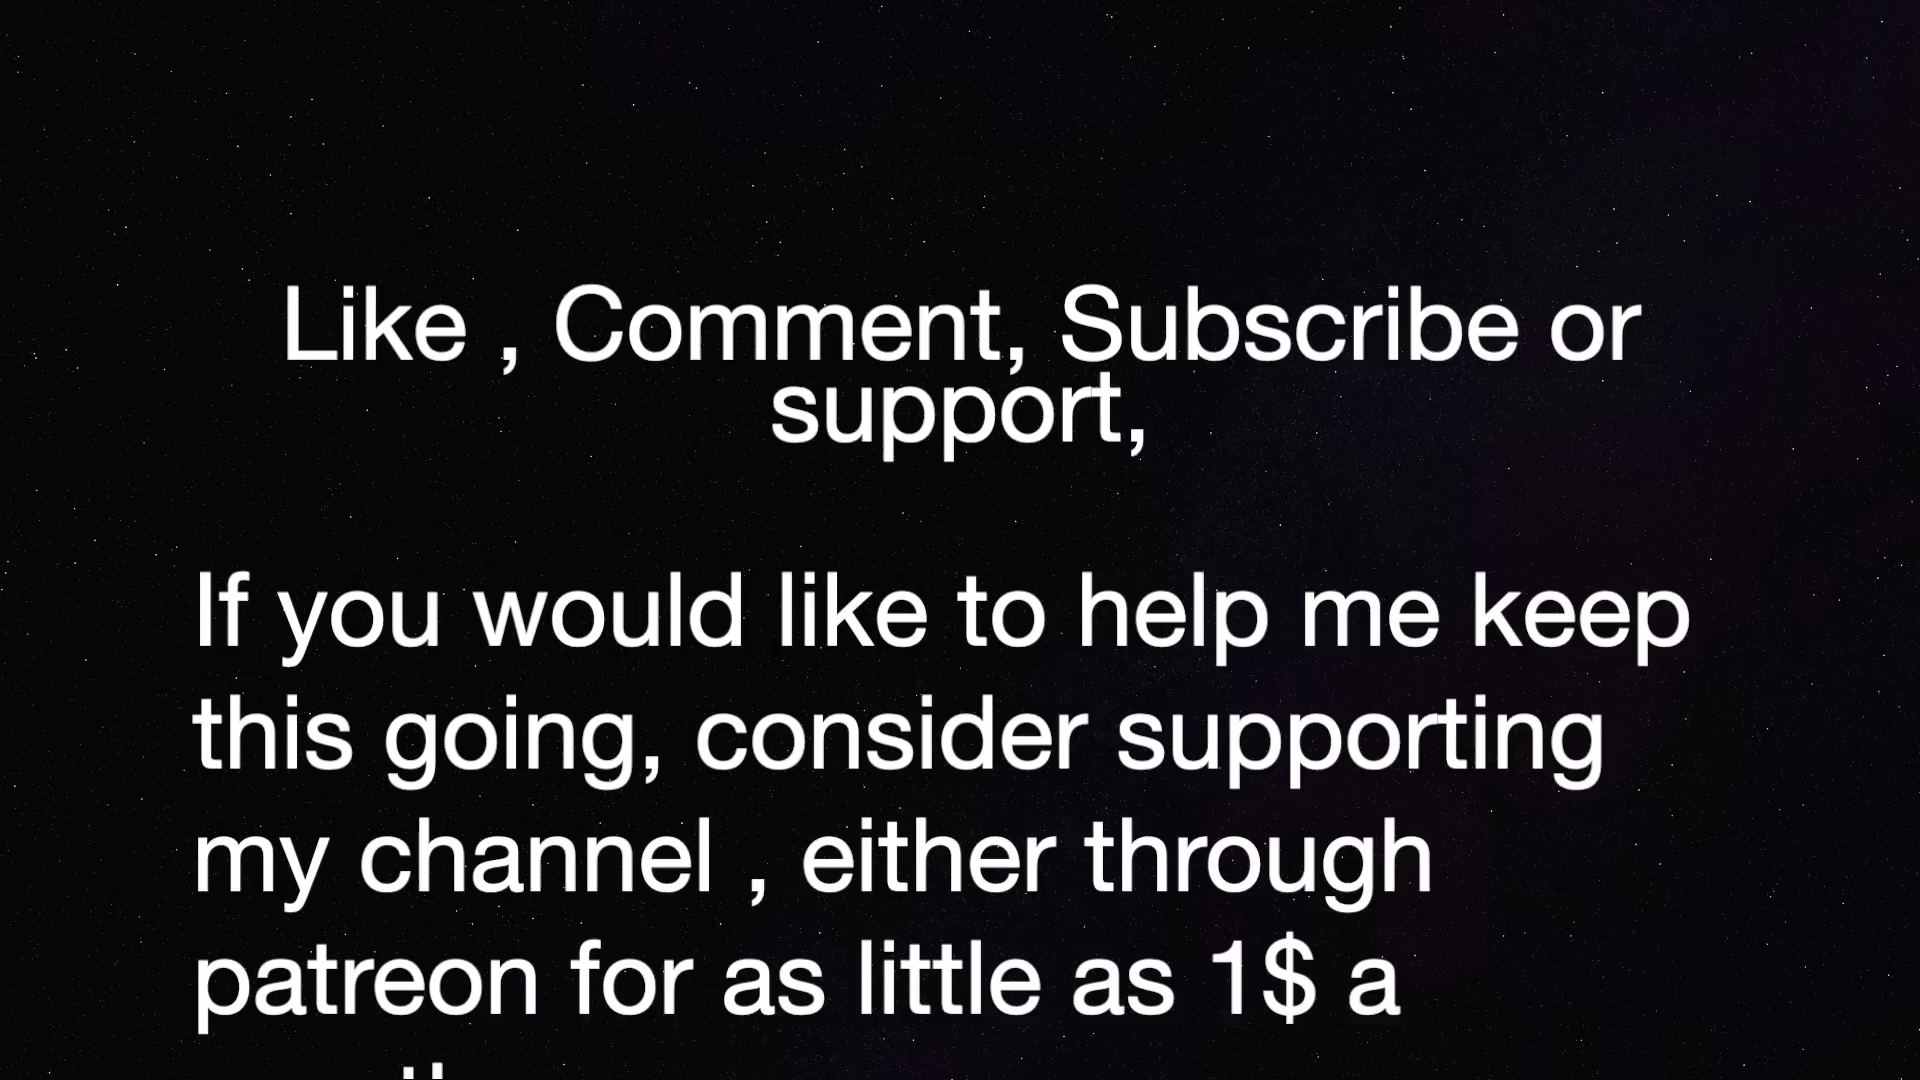 Like , Comment, Subscribe or
support,
If you would like to help me keep
this going, consider supporting
my channel , either through
patreon for as little as 1$ a